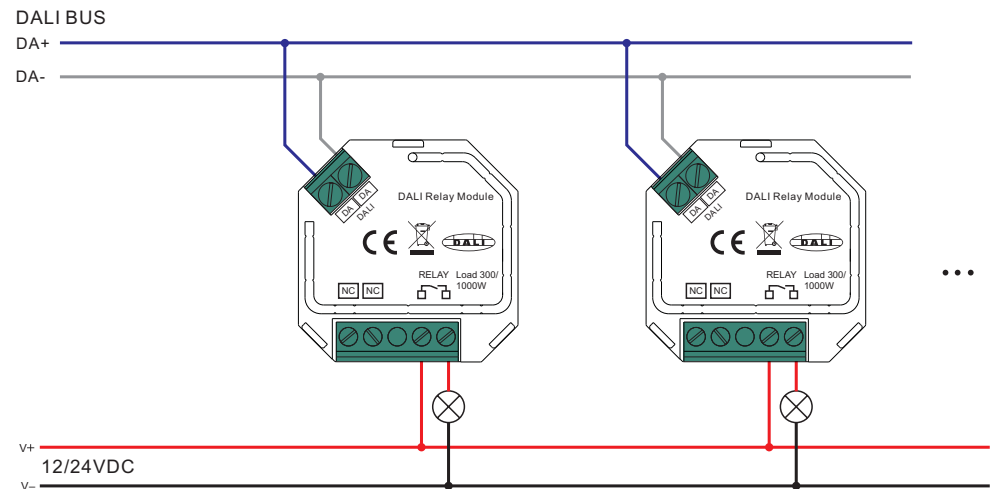 DALI BUS
DA+
DA-
DA DA
DALI
DALI Relay Module
CE
DALI
RELAY Load 300/
1000W
NC NC
DA DA
DALI
DALI Relay Module
CE
DALI
RELAY Load 300/
1000W
NC NC
...
V+
12/24VDC
V–